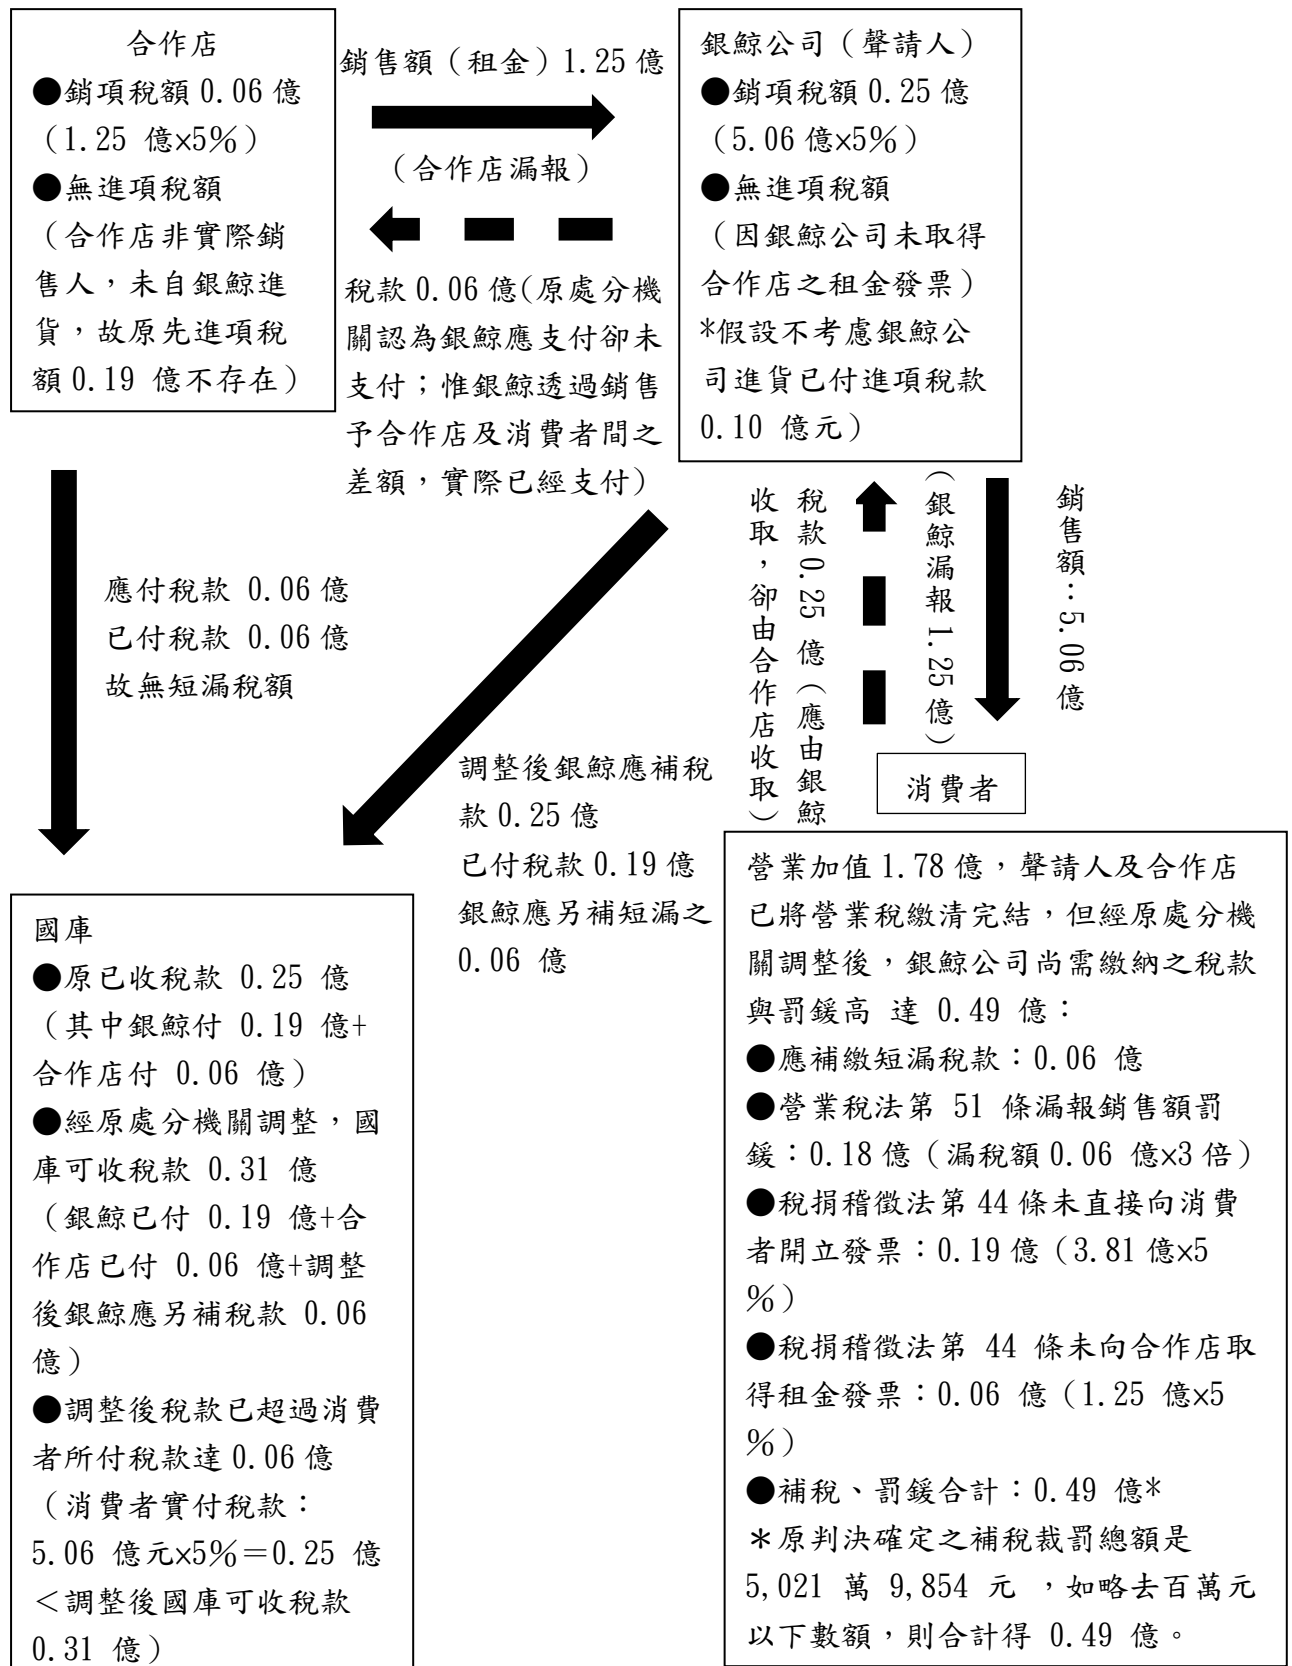 合作店
●銷項稅額 0.06 億
（1.25 億×5%）
●無進項稅額
（合作店非實際銷
售人，未自銀鯨進
貨，故原先進項稅
額 0.19 億不存在）
銷售額（租金）1.25 億
（合作店漏報）
稅款 0.06 億(原處分機
關認為銀鯨應支付卻未
支付；惟銀鯨透過銷售
予合作店及消費者間之
差額，實際已經支付）
銀鯨公司（聲請人）
●銷項稅額 0.25 億
（5.06 億×5%）
●無進項稅額
（因銀鯨公司未取得
合作店之租金發票）
*假設不考慮銀鯨公
司進貨已付進項稅款
0.10 億元）
銷售額：5.06 億
（銀鯨漏報 1.25 億）
稅款 0.25 億（應由銀鯨
收取，卻由合作店收取）
消費者
應付稅款 0.06 億
已付稅款 0.06 億
故無短漏稅額
調整後銀鯨應補稅
款 0.25 億
已付稅款 0.19 億
銀鯨應另補短漏之
0.06 億
國庫
●原已收稅款 0.25 億
（其中銀鯨付 0.19 億+
合作店付 0.06 億）
●經原處分機關調整，國
庫可收稅款 0.31 億
（銀鯨已付 0.19 億+合
作店已付 0.06 億+調整
後銀鯨應另補稅款 0.06
億）
●調整後稅款已超過消費
者所付稅款達 0.06 億
（消費者實付稅款：
5.06 億元×5%＝0.25 億
＜調整後國庫可收稅款
0.31 億）
營業加值 1.78 億，聲請人及合作店
已將營業稅繳清完結，但經原處分機
關調整後，銀鯨公司尚需繳納之稅款
與罰鍰高 達 0.49 億：
●應補繳短漏稅款：0.06 億
●營業稅法第 51 條漏報銷售額罰
鍰：0.18 億（漏稅額 0.06 億×3 倍）
●稅捐稽徵法第 44 條未直接向消費
者開立發票：0.19 億（3.81 億×5
%）
●稅捐稽徵法第 44 條未向合作店取
得租金發票：0.06 億（1.25 億×5
%）
●補稅、罰鍰合計：0.49 億*
＊原判決確定之補稅裁罰總額是
5,021 萬 9,854 元 ，如略去百萬元
以下數額，則合計得 0.49 億。